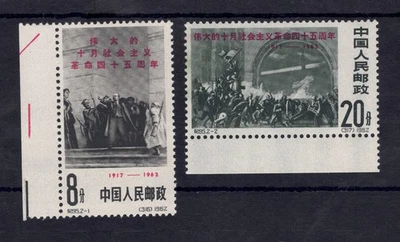 伟大的
十月社会主义
革命四十五周年
1917—1962
8分 中国人民邮政
纪95.2-1 (316) 1962
伟大的十月社会主义革命四十五周年
1917—1962
中国人民邮政
20分
纪95.2-2 (317) 1962